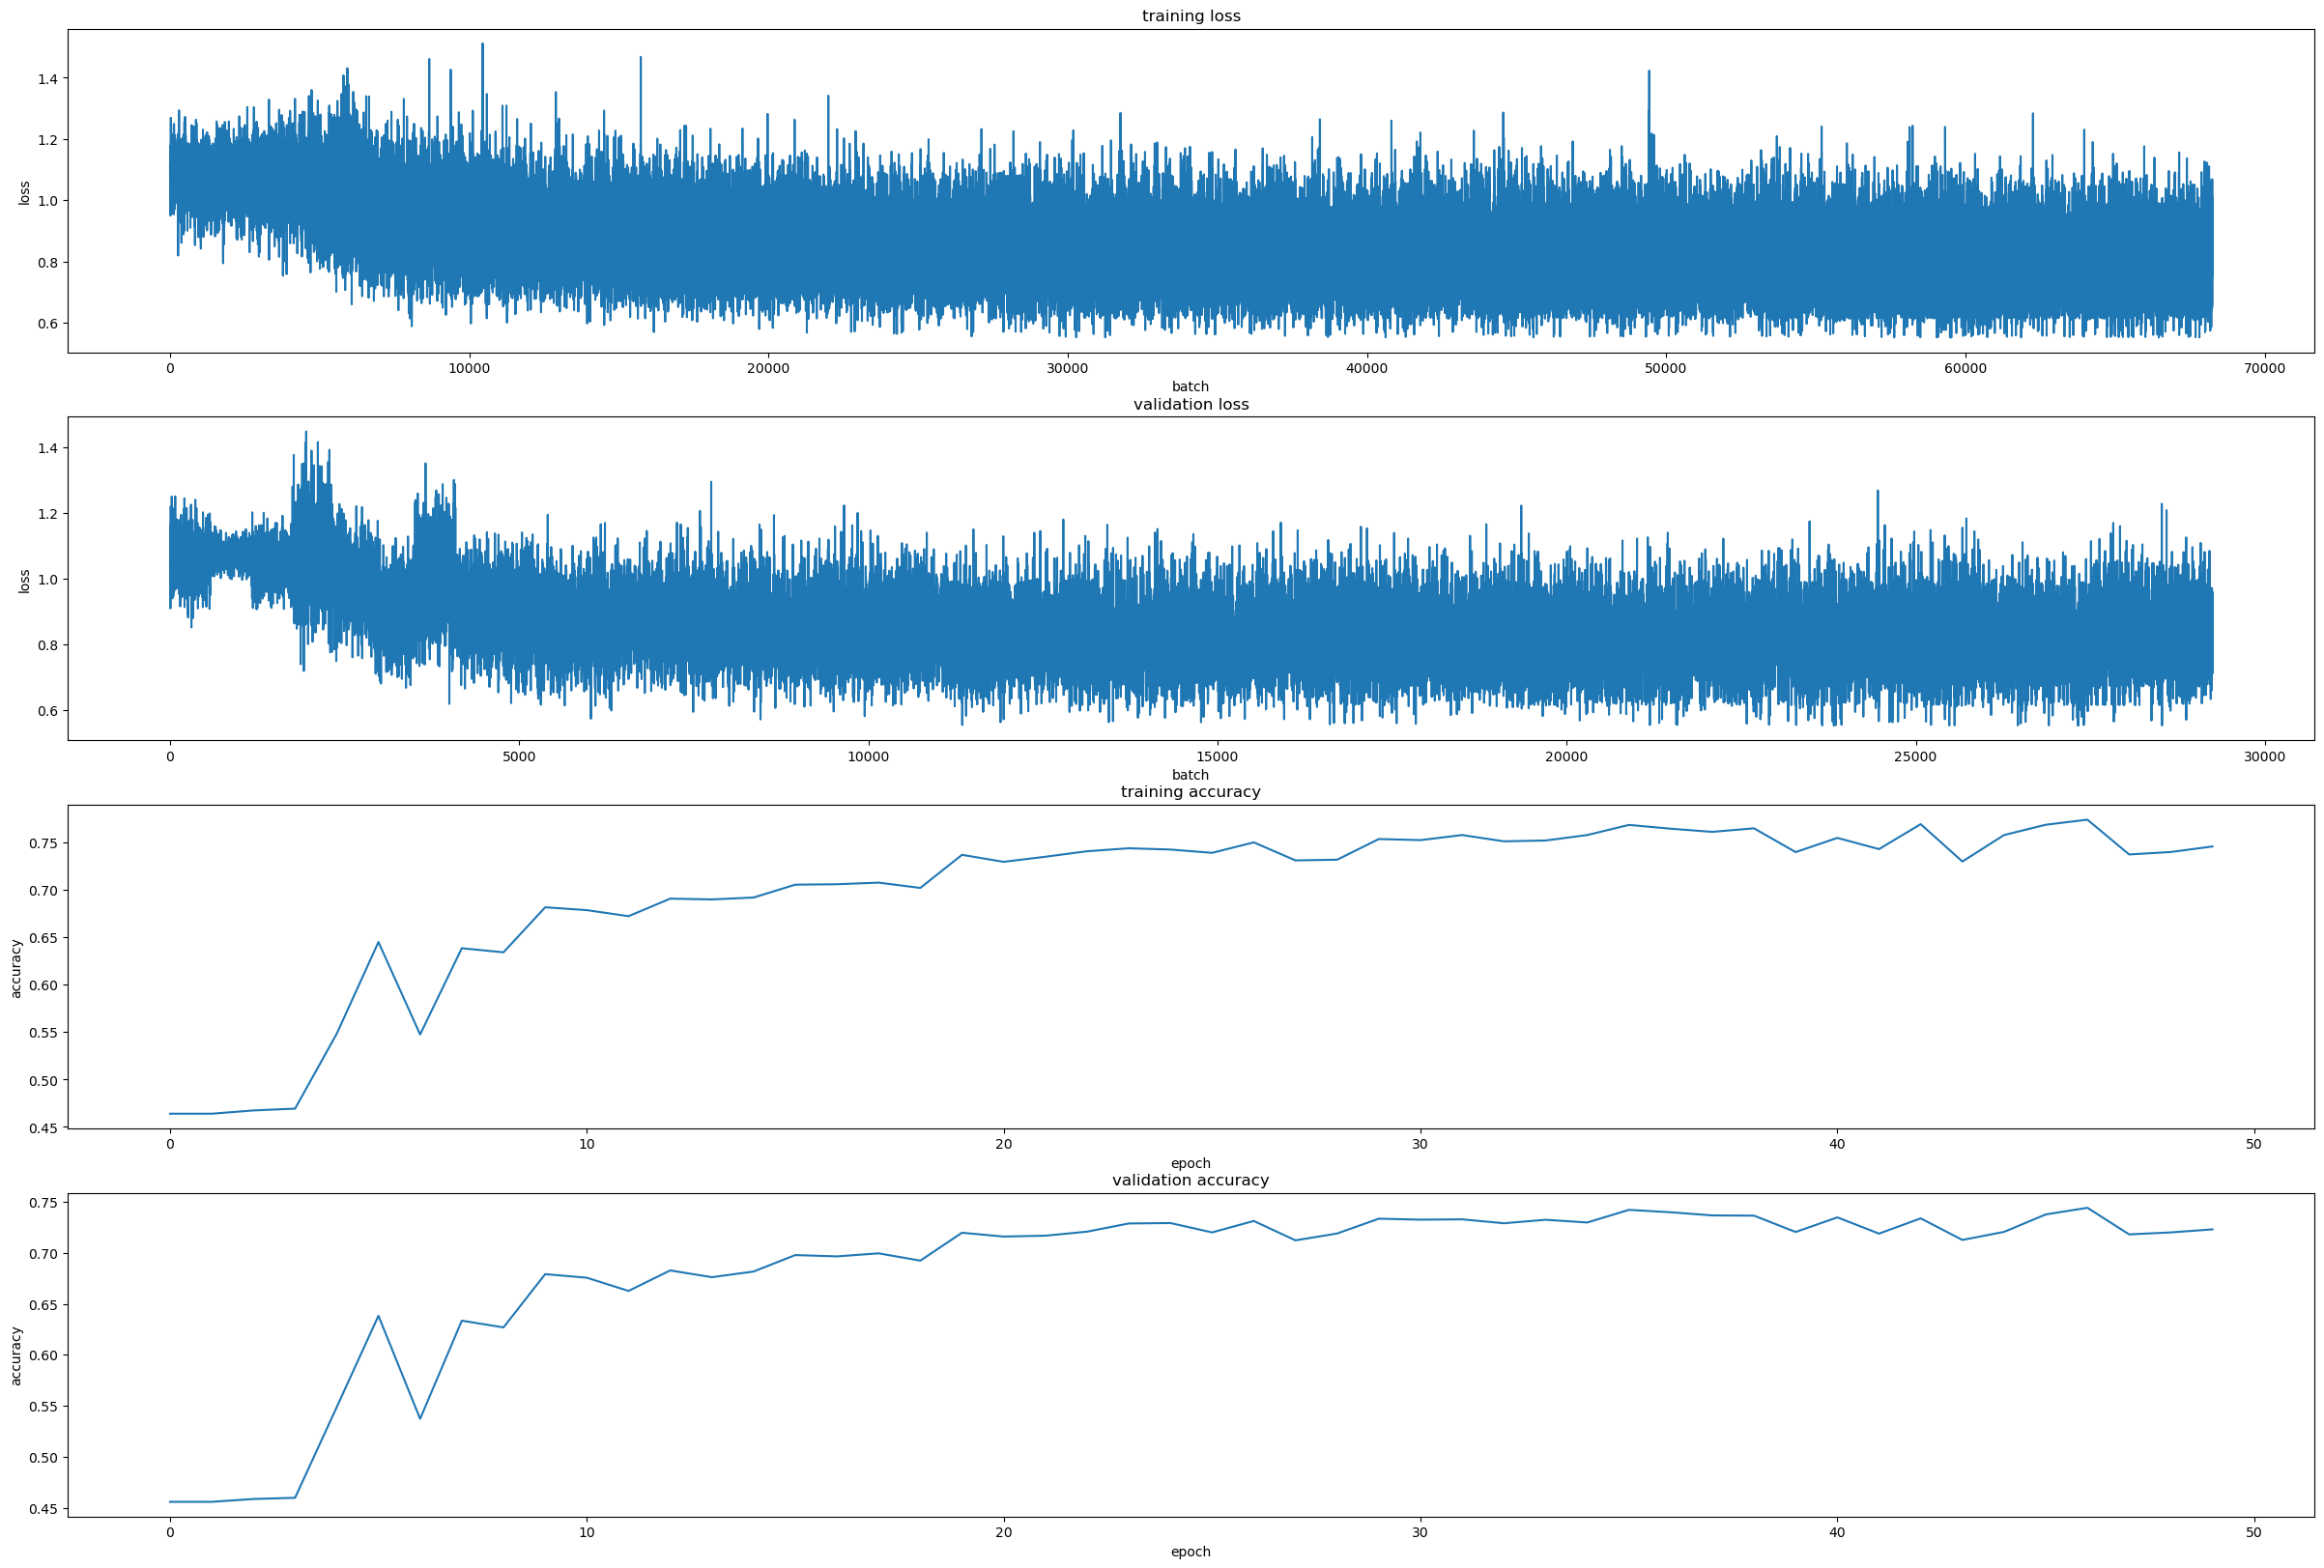 training loss
1.4
1.2
1.0
0.8
0.6
loss
0 10000 20000 30000 40000 50000 60000 70000
batch
validation loss
1.4
1.2
1.0
0.8
0.6
loss
0 5000 10000 15000 20000 25000 30000
batch
training accuracy
0.75
0.70
0.65
0.60
0.55
0.50
0.45
accuracy
0 10 20 30 40 50
epoch
validation accuracy
0.75
0.70
0.65
0.60
0.55
0.50
0.45
accuracy
0 10 20 30 40 50
epoch